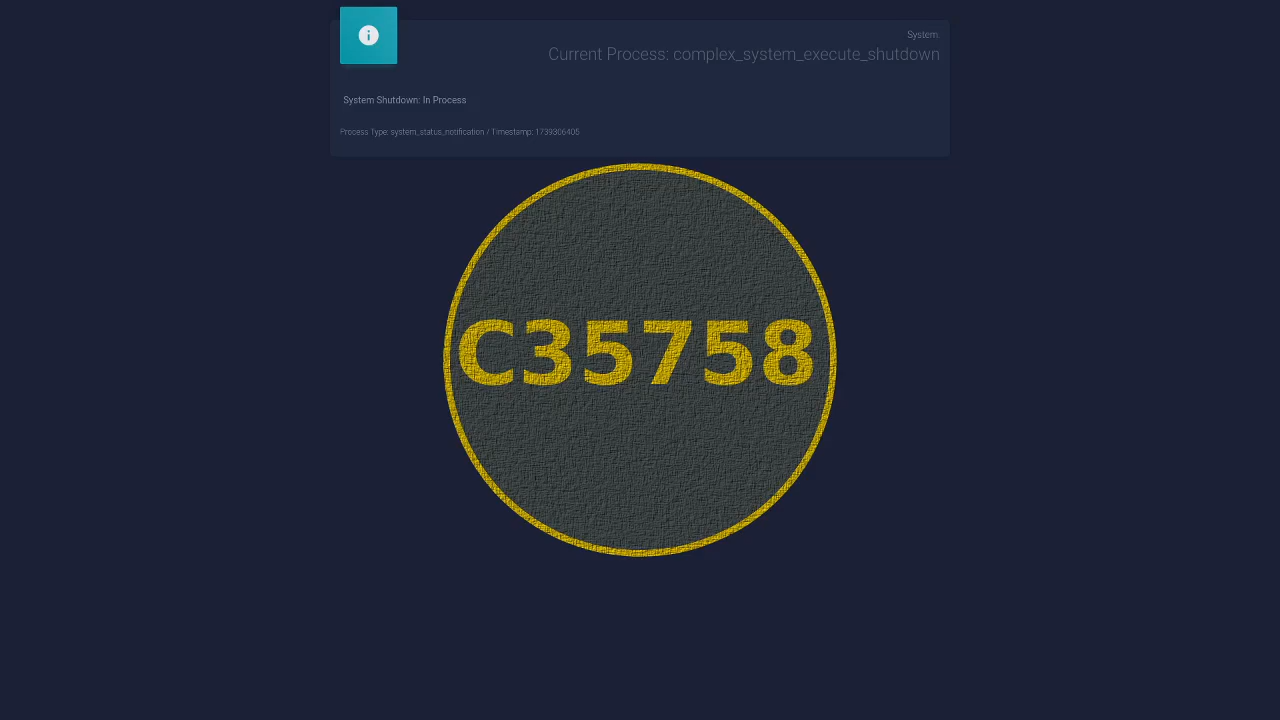 System:
Current Process: complex_system_execute_shutdown
System Shutdown: In Process
Process Type: system_status_notification / Timestamp: 1739306405
C35758